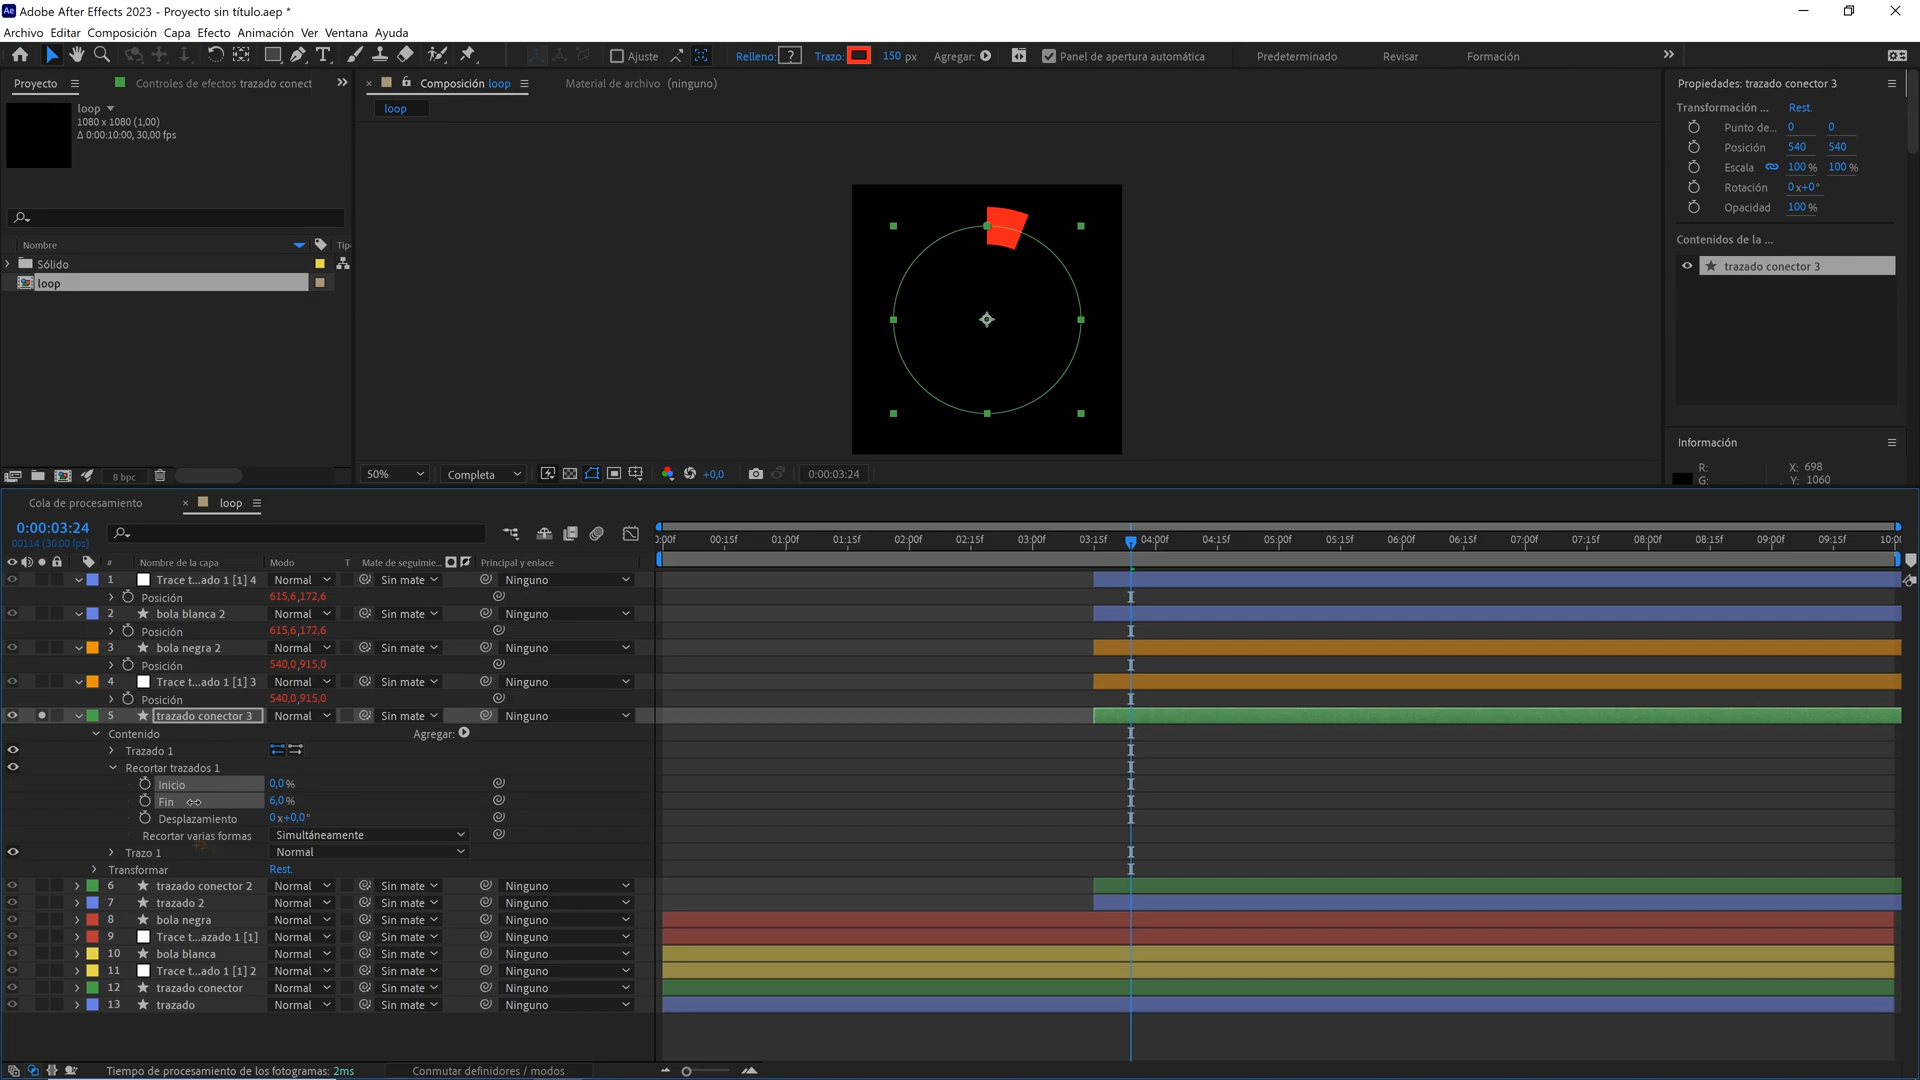 Ae Adobe After Effects 2023 - Proyecto sin título.aep *
Archivo Editar Composición Capa Efecto Animación Ver Ventana Ayuda
Ajuste Relleno: ? Trazo: 150 px Agregar: Panel de apertura automática Predeterminado Revisar Formación
Proyecto Controles de efectos trazado conect
loop
1080 x 1080 (1,00)
Δ 0:00:10:00, 30,00 fps
Nombre Tip
Sólido
loop
8 bpc
Composición loop Material de archivo (ninguno)
loop
50% Completa +0,0 0:00:03:24
Propiedades: trazado conector 3
Transformación ... Rest.
Punto de... 0 0
Posición 540 540
Escala 100 % 100 %
Rotación 0x+0°
Opacidad 100 %
Contenidos de la ...
trazado conector 3
Información
R: X: 698
G: Y: 1060
Cola de procesamiento loop
0:00:03:24
00114 (30.00 fps)
):00f 00:15f 01:00f 01:15f 02:00f 02:15f 03:00f 03:15f 04:00f 04:15f 05:00f 05:15f 06:00f 06:15f 07:00f 07:15f 08:00f 08:15f 09:00f 09:15f 10:00
# Nombre de la capa Modo T Mate de seguimie... Principal y enlace
1 Trace t...ado 1 [1] 4 Normal Sin mate Ninguno
Posición 615,6,172,6
2 bola blanca 2 Normal Sin mate Ninguno
Posición 615,6,172,6
3 bola negra 2 Normal Sin mate Ninguno
Posición 540,0,915,0
4 Trace t...ado 1 [1] 3 Normal Sin mate Ninguno
Posición 540,0,915,0
5 trazado conector 3 Normal Sin mate Ninguno
Contenido Agregar:
Trazado 1
Recortar trazados 1
Inicio 0,0%
Fin 6,0%
Desplazamiento 0x+0,0°
Recortar varias formas Simultáneamente
Trazo 1 Normal
Transformar Rest.
6 trazado conector 2 Normal Sin mate Ninguno
7 trazado 2 Normal Sin mate Ninguno
8 bola negra Normal Sin mate Ninguno
9 Trace t...azado 1 [1] Normal Sin mate Ninguno
10 bola blanca Normal Sin mate Ninguno
11 Trace t...ado 1 [1] 2 Normal Sin mate Ninguno
12 trazado conector Normal Sin mate Ninguno
13 trazado Normal Sin mate Ninguno
Tiempo de procesamiento de los fotogramas: 2ms Conmutar definidores / modos